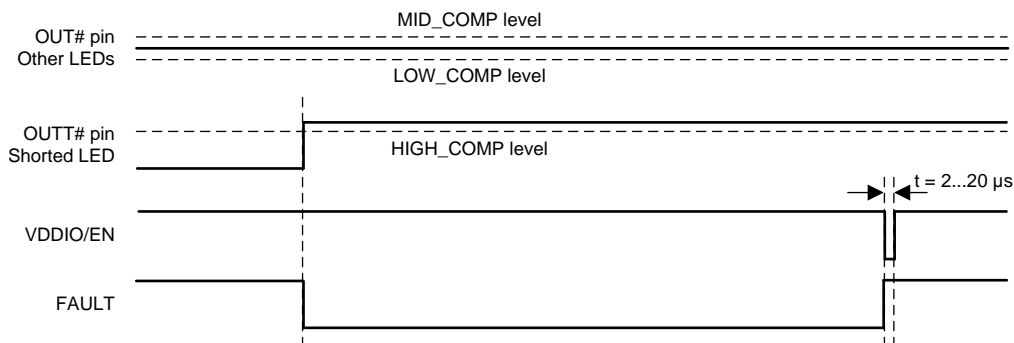 MID_COMP level
OUT# pin
Other LEDs
LOW_COMP level
OUTT# pin
Shorted LED
HIGH_COMP level
t = 2...20 µs
VDDIO/EN
FAULT